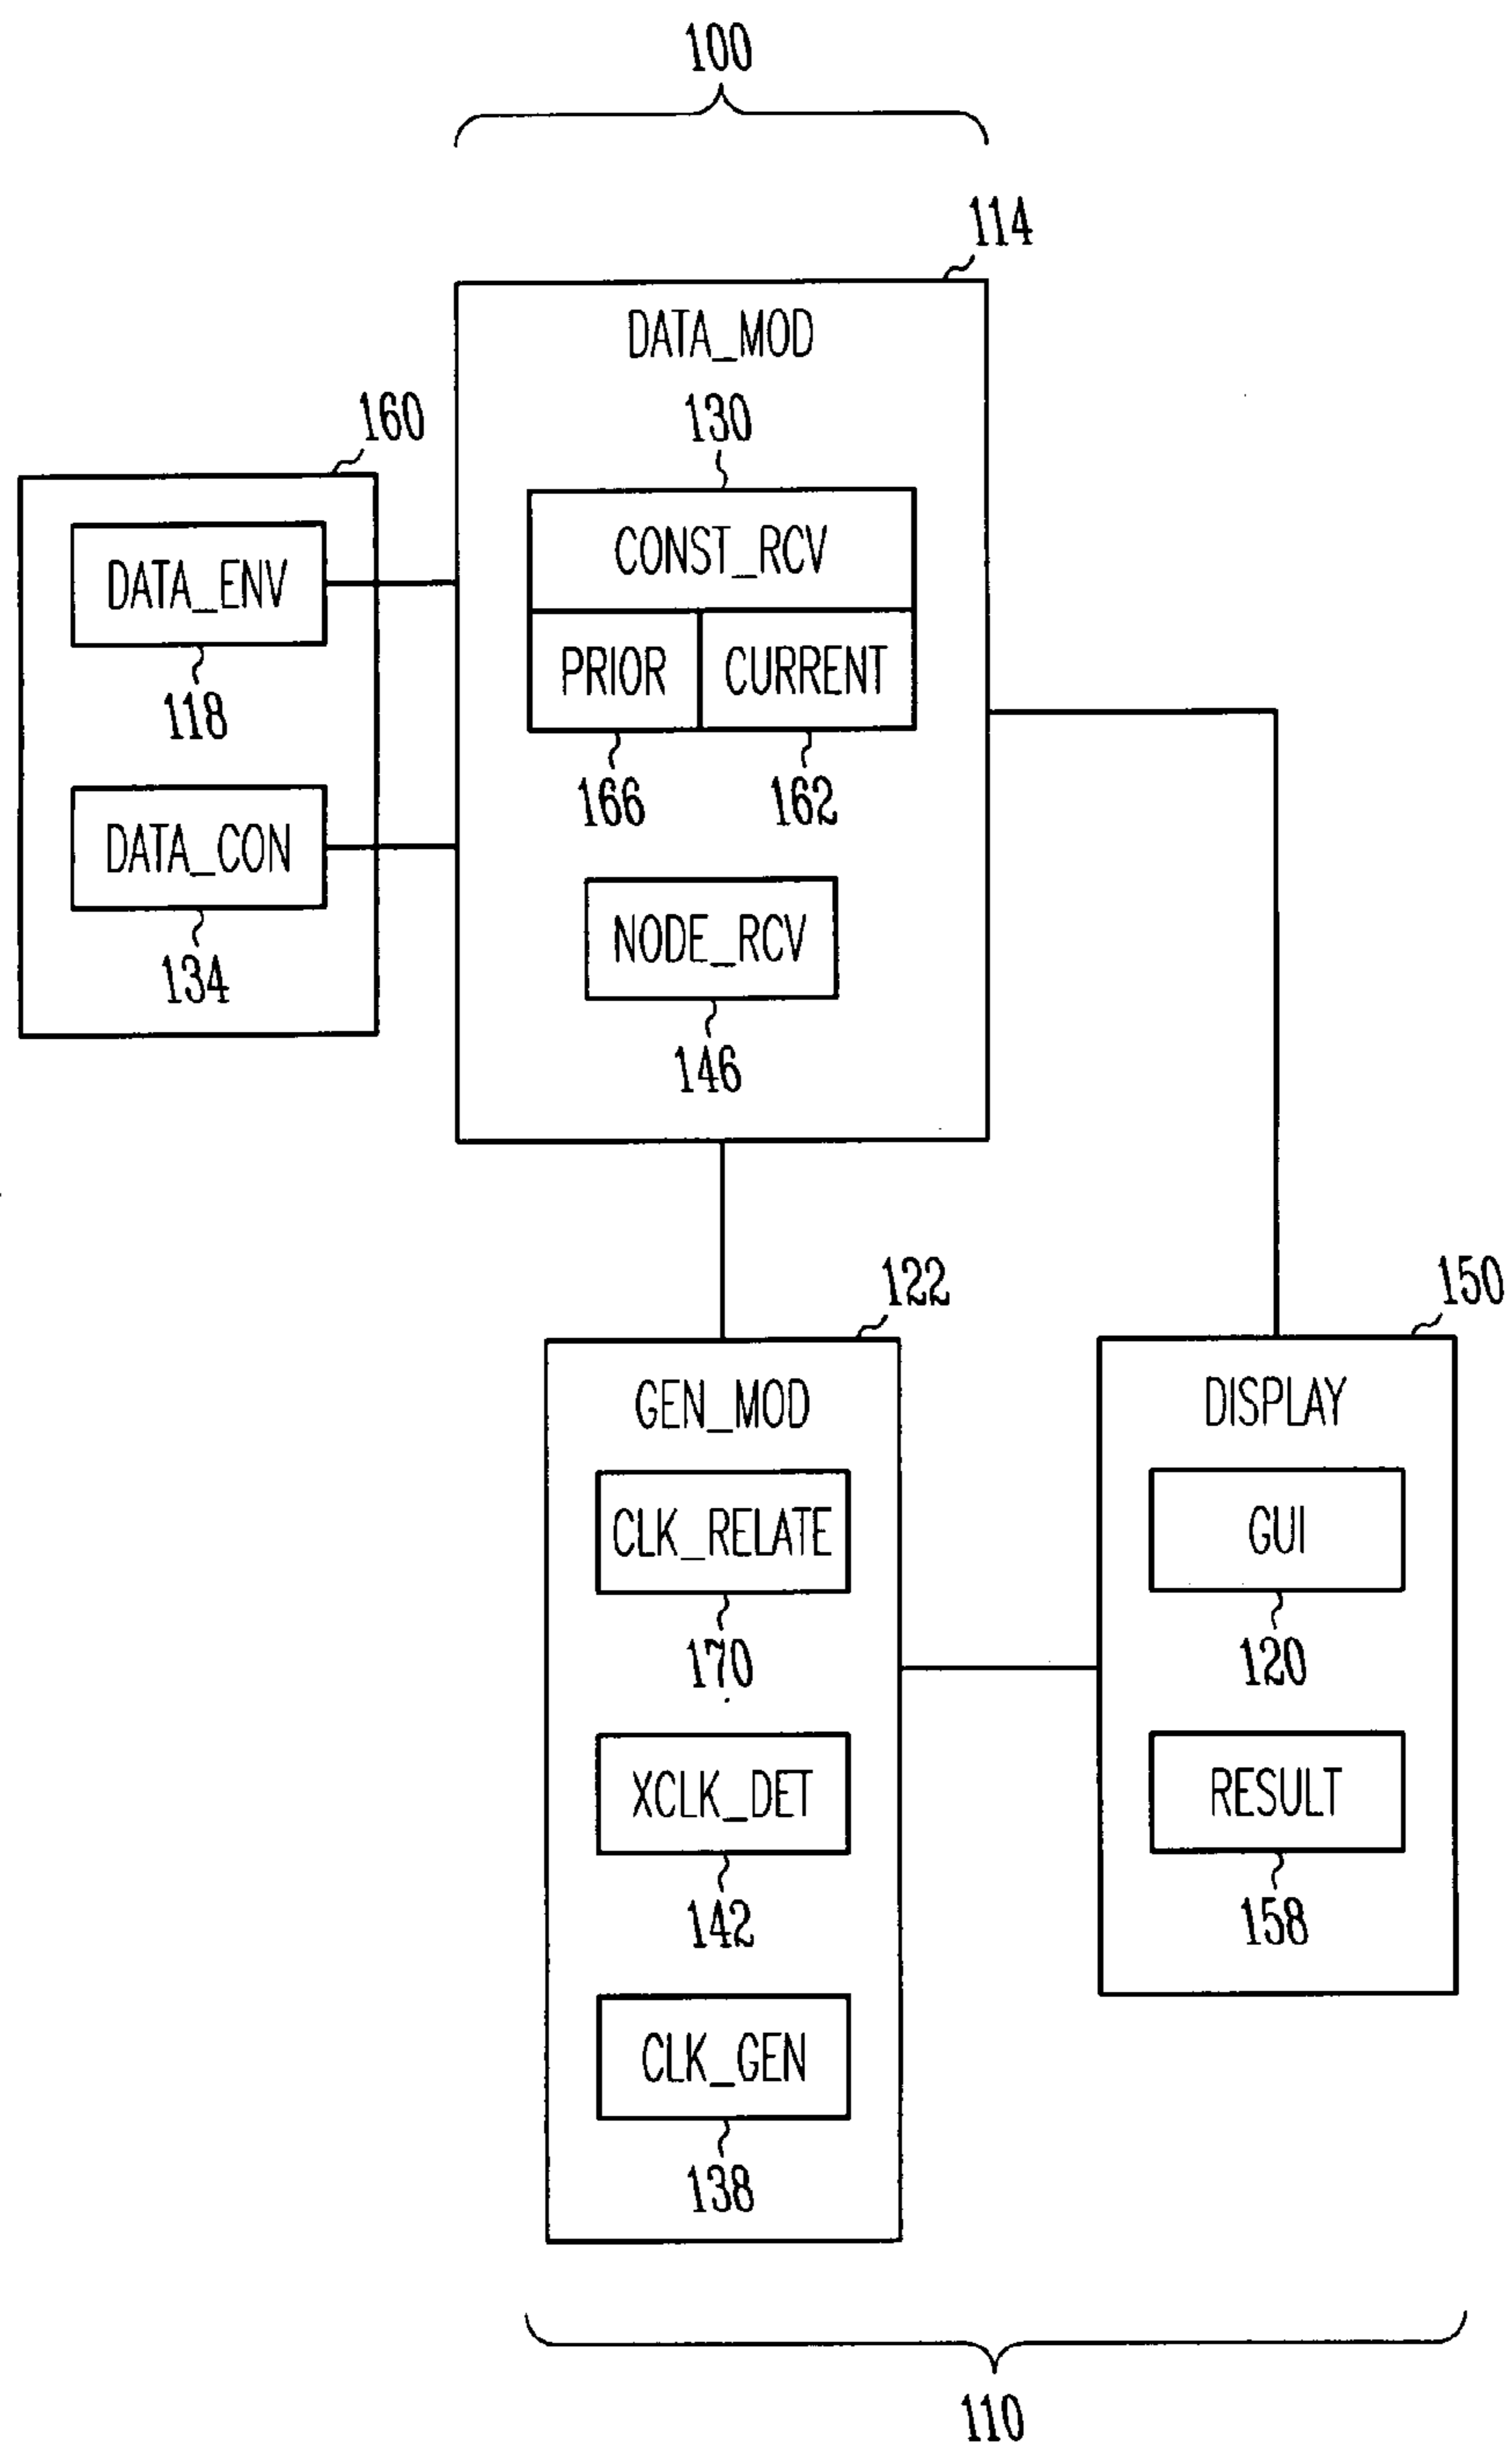 100
114
DATA_MOD
160
130
CONST_RCV
DATA_ENV
PRIOR
CURRENT
118
166
162
DATA_CON
NODE_RCV
134
146
122
150
GEN_MOD
DISPLAY
CLK_RELATE
GUI
170
120
XCLK_DET
RESULT
142
158
CLK_GEN
138
110